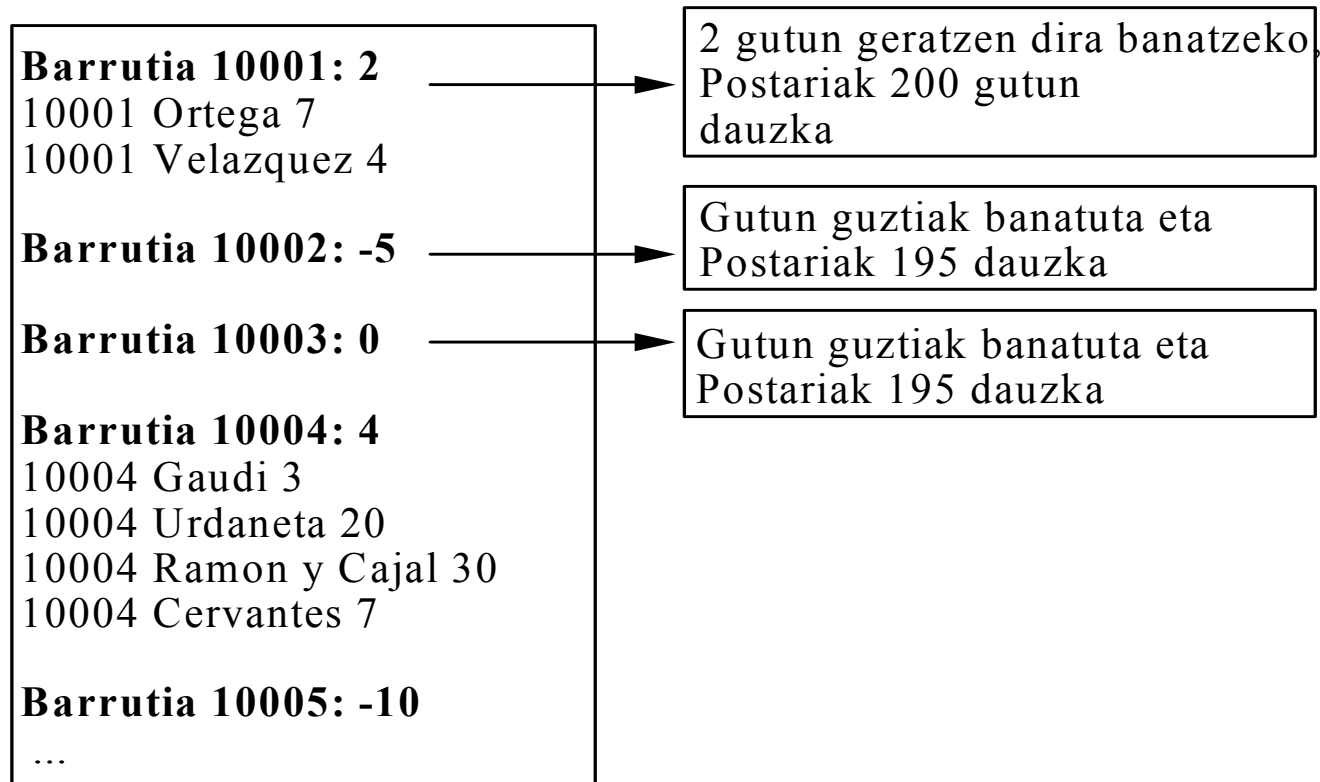 Barrutia 10001: 2
10001 Ortega 7
10001 Velazquez 4
Barrutia 10002: -5
Barrutia 10003: 0
Barrutia 10004: 4
10004 Gaudi 3
10004 Urdaneta 20
10004 Ramon y Cajal 30
10004 Cervantes 7
Barrutia 10005: -10
...
2 gutun geratzen dira banatzeko,
Postariak 200 gutun
dauzka
Gutun guztiak banatuta eta
Postariak 195 dauzka
Gutun guztiak banatuta eta
Postariak 195 dauzka